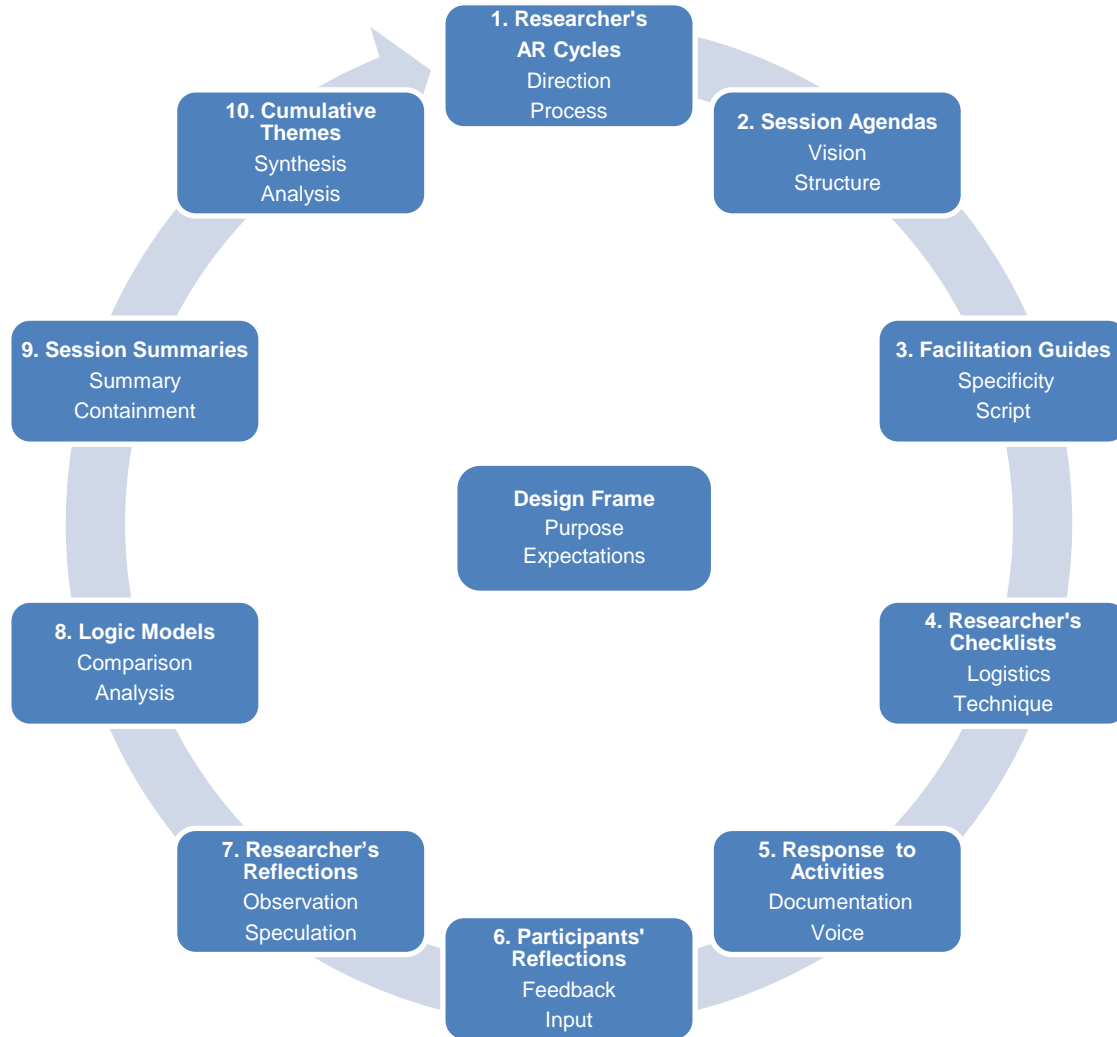 1. Researcher's
AR Cycles
Direction
Process
2. Session Agendas
Vision
Structure
3. Facilitation Guides
Specificity
Script
4. Researcher's
Checklists
Logistics
Technique
5. Response  to
Activities
Documentation
Voice
6. Participants'
Reflections
Feedback
Input
7. Researcher’s
Reflections
Observation
Speculation
8. Logic Models
Comparison
Analysis
9. Session Summaries
Summary
Containment
10. Cumulative
Themes
Synthesis
Analysis
Design Frame
Purpose
Expectations